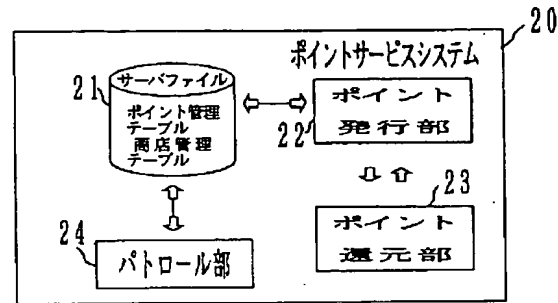 20
ポイントサービスシステム
21
サーバファイル
ポイント管理
テーブル
商店管理
テーブル
ポイント
発行部
22
23
ポイント
還元部
24
パトロール部